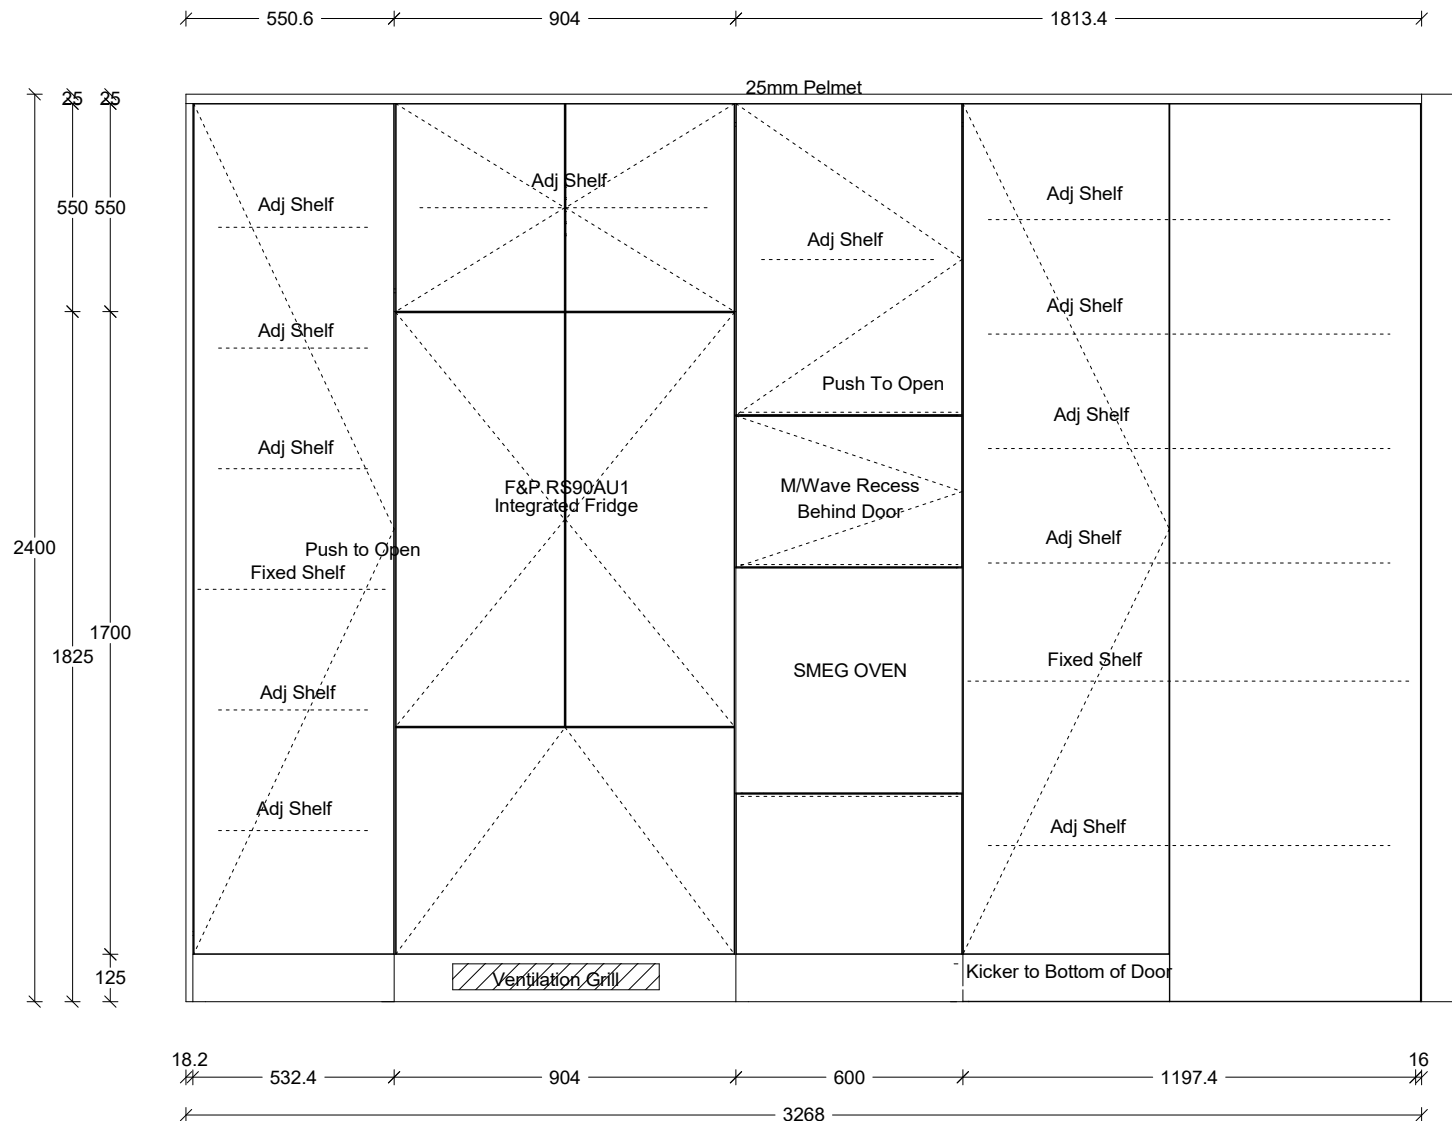 550.6
904
1813.4
25mm Pelmet
25
25
Adj Shelf
Adj Shelf
550
550
Adj Shelf
Adj Shelf
Adj Shelf
Adj Shelf
Push To Open
Adj Shelf
Adj Shelf
F&P RS90AU1
Integrated Fridge
M/Wave Recess
Behind Door
2400
Push to Open
Fixed Shelf
Adj Shelf
1700
1825
Fixed Shelf
SMEG OVEN
Adj Shelf
Adj Shelf
Adj Shelf
125
Ventilation Grill
Kicker to Bottom of Door
18.2
16
532.4
904
600
1197.4
3268